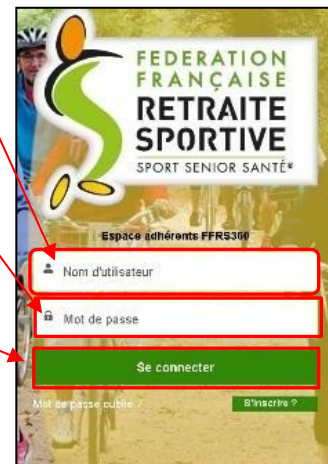 FEDERATION
FRANÇAISE
RETRAITE
SPORTIVE
SPORT SENIOR SANTÉ®
Espace adhérents FFRS360
Nom d'utilisateur
Mot de passe
Se connecter
Mot de passe oublié ?
S'inscrire ?